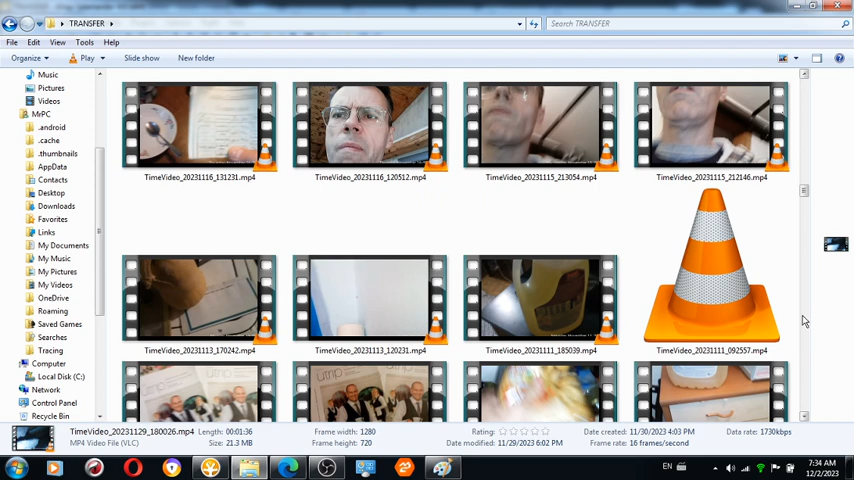 TRANSFER
Search TRANSFER
File Edit View Tools Help
Organize Play Slide show New folder
Music
Pictures
Videos
MrPC
.android
.cache
.thumbnails
AppData
Contacts
Desktop
Downloads
Favorites
Links
My Documents
My Music
My Pictures
My Videos
OneDrive
Roaming
Saved Games
Searches
Tracing
Computer
Local Disk (C:)
Network
Control Panel
Recycle Bin
TimeVideo_20231116_131231.mp4
TimeVideo_20231116_120512.mp4
TimeVideo_20231115_213054.mp4
TimeVideo_20231115_212146.mp4
TimeVideo_20231113_170242.mp4
TimeVideo_20231113_120231.mp4
TimeVideo_20231111_185039.mp4
TimeVideo_20231111_092557.mp4
TimeVideo_20231129_180026.mp4 Length: 00:01:36 Frame width: 1280 Rating: Date created: 11/30/2023 4:03 PM Data rate: 1730kbps
MP4 Video File (VLC) Size: 21.3 MB Frame height: 720 Date modified: 11/29/2023 6:02 PM Frame rate: 16 frames/second
EN
7:34 AM
12/2/2023